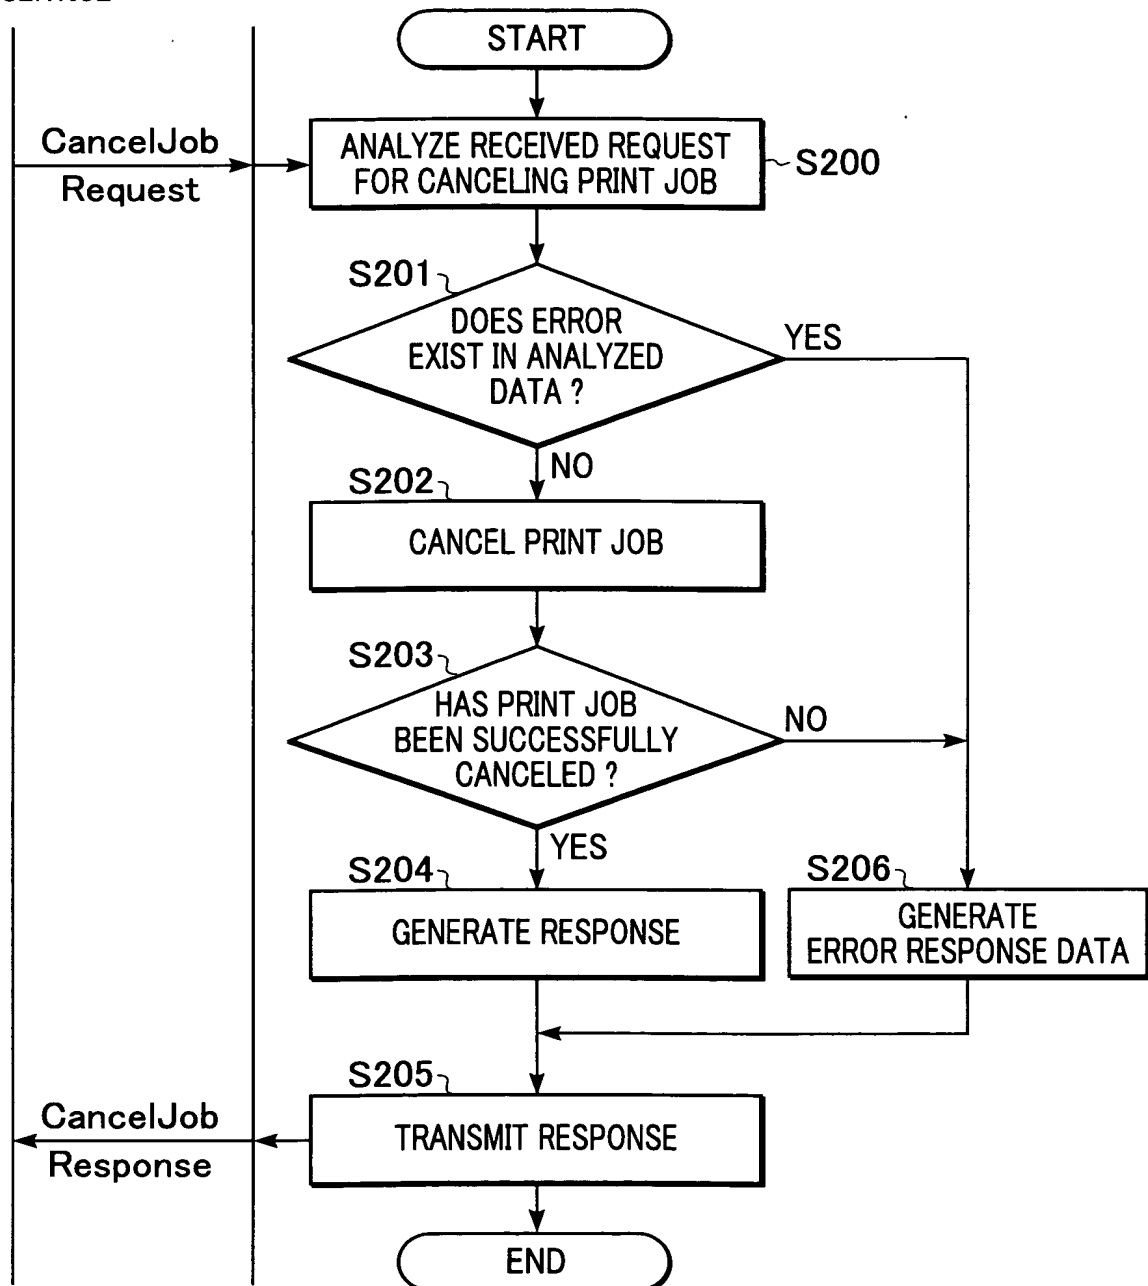 START
CancelJob
Request
ANALYZE RECEIVED REQUEST
FOR CANCELING PRINT JOB
S200
S201
DOES ERROR
EXIST IN ANALYZED
DATA ?
YES
NO
S202
CANCEL PRINT JOB
S203
HAS PRINT JOB
BEEN SUCCESSFULLY
CANCELED ?
NO
YES
S204
GENERATE RESPONSE
S206
GENERATE
ERROR RESPONSE DATA
S205
CancelJob
Response
TRANSMIT RESPONSE
END